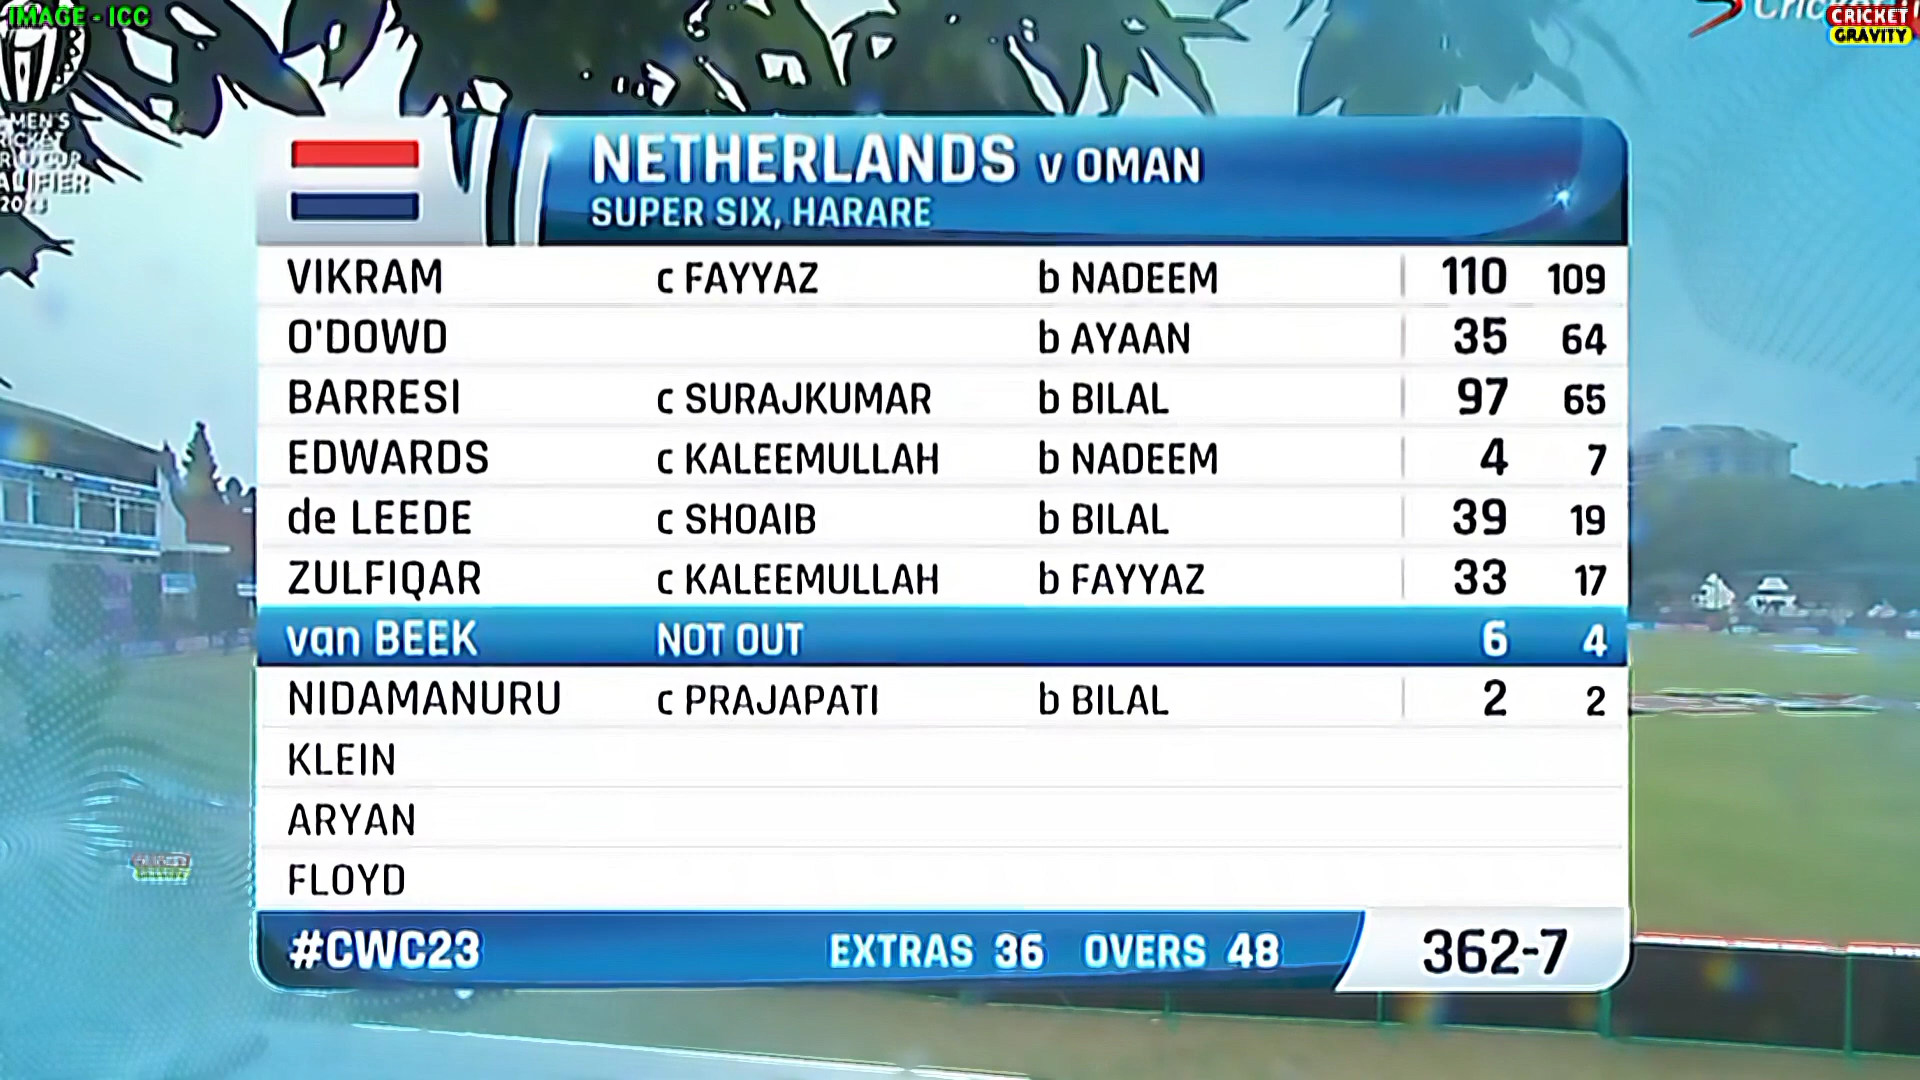 IMAGE - ICC
CRICKET
GRAVITY
MEN'S
2023
NETHERLANDS v OMAN
SUPER SIX, HARARE
VIKRAM c FAYYAZ b NADEEM 110 109
O'DOWD b AYAAN 35 64
BARRESI c SURAJKUMAR b BILAL 97 65
EDWARDS c KALEEMULLAH b NADEEM 4 7
de LEEDE c SHOAIB b BILAL 39 19
ZULFIQAR c KALEEMULLAH b FAYYAZ 33 17
van BEEK NOT OUT 6 4
NIDAMANURU c PRAJAPATI b BILAL 2 2
KLEIN
ARYAN
FLOYD
#CWC23 EXTRAS 36 OVERS 48 362-7